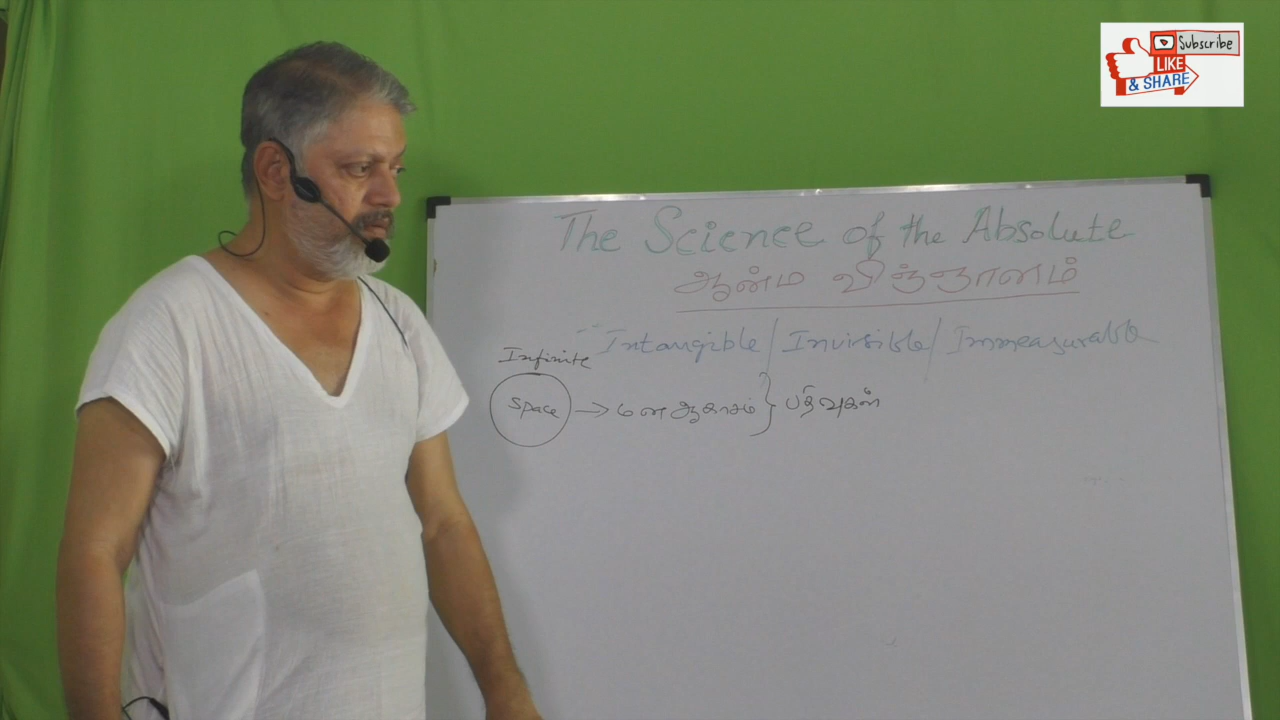 Subscribe
LIKE
& SHARE
The Science of the Absolute
ஆன்ம விஞ்ஞானம்
Intangible / Invisible / Immeasurable
Infinite
Space → மன ஆகாசம் } பதிவுகள்